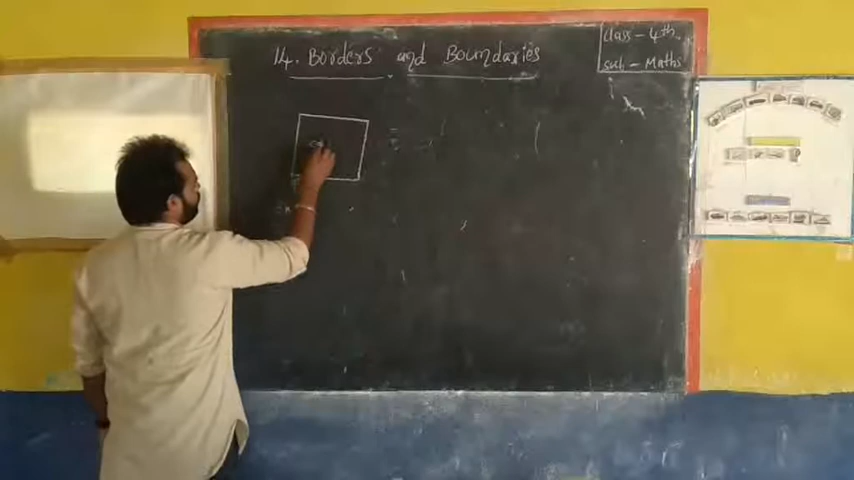 14. Borders and Boundaries
class - 4th.
sub - Maths